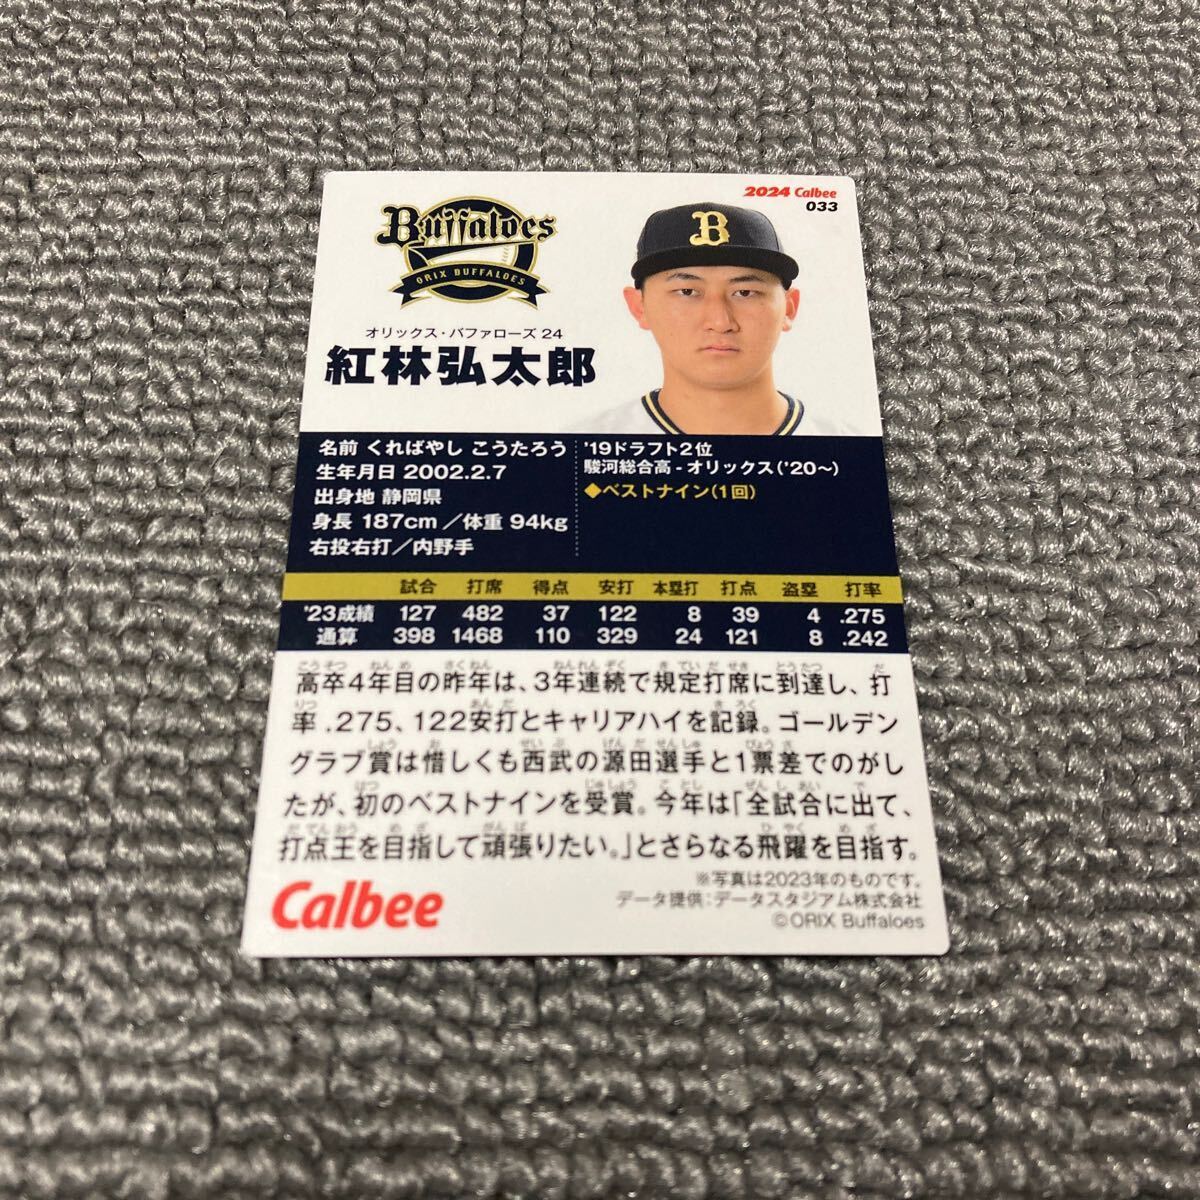 2024 Calbee
033
Buffaloes
ORIX BUFFALOES
B
オリックス・バファローズ 24
紅林弘太郎
名前 くればやし こうたろう
生年月日 2002.2.7
出身地 静岡県
身長 187cm／体重 94kg
右投右打／内野手
'19ドラフト2位
駿河総合高-オリックス('20〜)
◆ベストナイン(1回)
試合 打席 得点 安打 本塁打 打点 盗塁 打率
'23成績 127 482 37 122 8 39 4 .275
通算 398 1468 110 329 24 121 8 .242
高卒4年目の昨年は、3年連続で規定打席に到達し、打
率.275、122安打とキャリアハイを記録。ゴールデン
グラブ賞は惜しくも西武の源田選手と1票差でのがし
たが、初のベストナインを受賞。今年は「全試合に出て、
打点王を目指して頑張りたい。」とさらなる飛躍を目指す。
※写真は2023年のものです。
データ提供：データスタジアム株式会社
©ORIX Buffaloes
Calbee